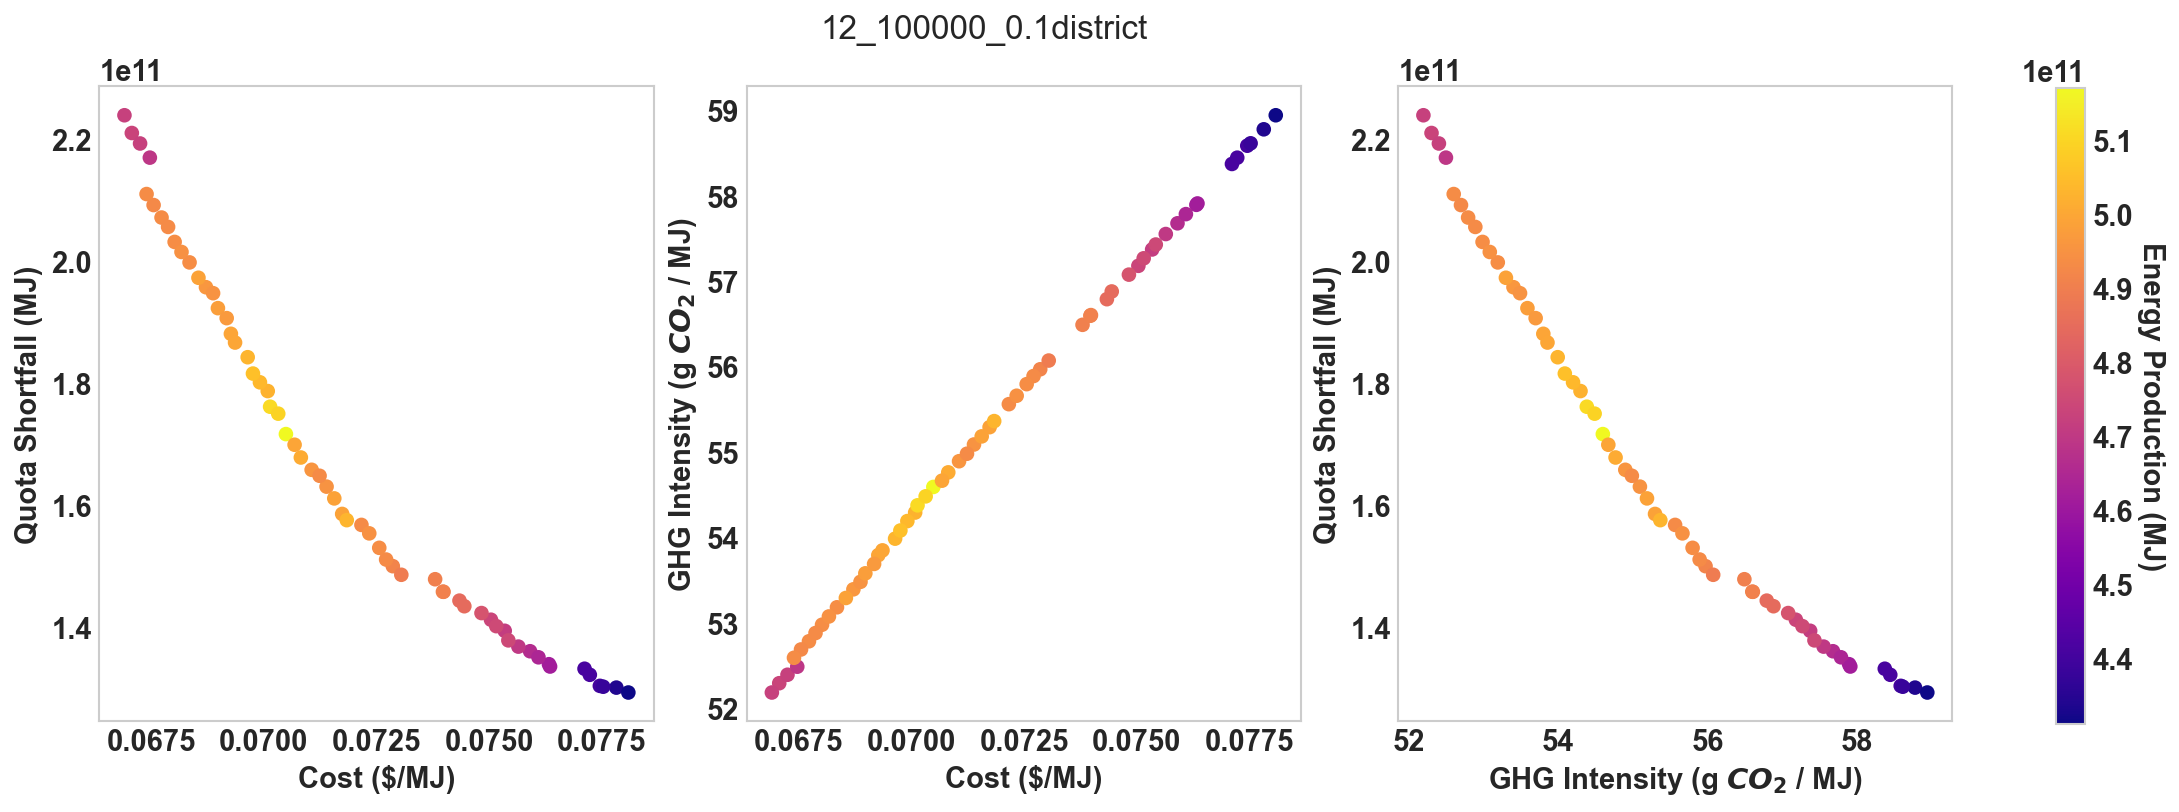 12_100000_0.1district
1e11
2.2
2.0
1.8
1.6
1.4
Quota Shortfall (MJ)
0.0675 0.0700 0.0725 0.0750 0.0775
Cost ($/MJ)
59
58
57
56
55
54
53
52
GHG Intensity (g CO₂ / MJ)
0.0675 0.0700 0.0725 0.0750 0.0775
Cost ($/MJ)
1e11
2.2
2.0
1.8
1.6
1.4
Quota Shortfall (MJ)
52 54 56 58
GHG Intensity (g CO₂ / MJ)
1e11
5.1
5.0
4.9
4.8
4.7
4.6
4.5
4.4
Energy Production (MJ)